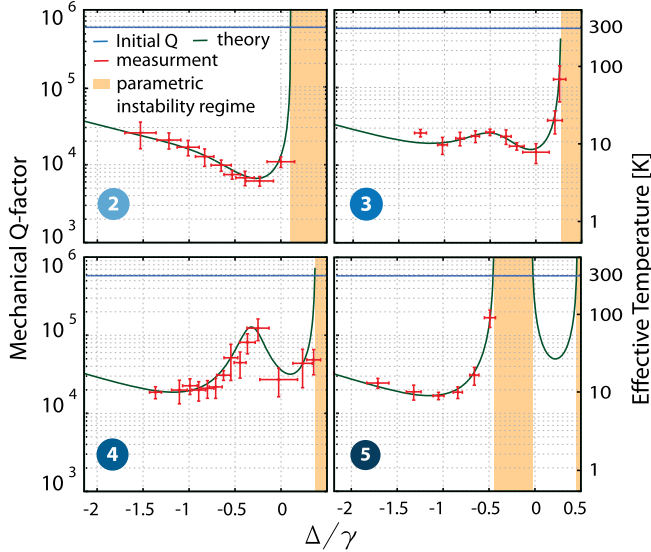 Mechanical Q-factor
10^6
10^5
10^4
10^3
Initial Q
theory
measurment
parametric
instability regime
2
3
300
100
10
1
Effective Temperature [K]
10^6
10^5
10^4
10^3
4
5
300
100
10
1
-2 -1.5 -1 -0.5 0
-2 -1.5 -1 -0.5 0 0.5
Δ/γ